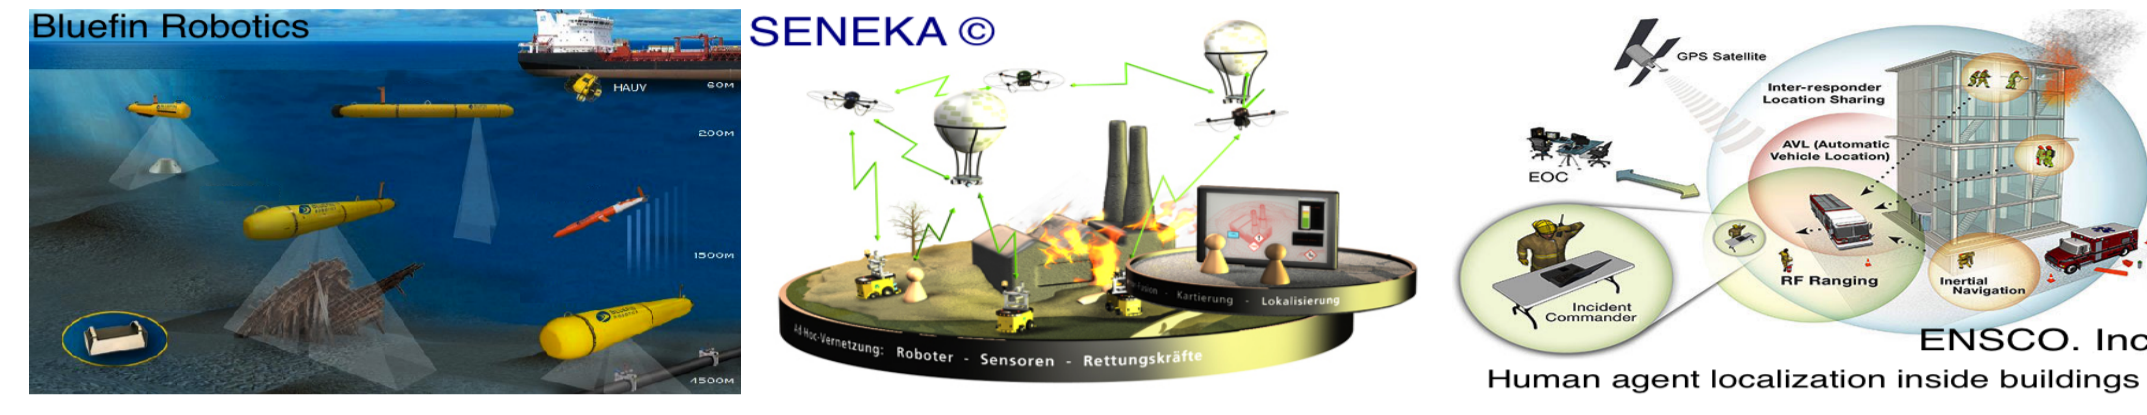 Bluefin Robotics
HAUV
60M
200M
1500M
4500M
SENEKA ©
Kartierung - Lokalisierung
Ad-Hoc-Vernetzung: Roboter - Sensoren - Rettungskräfte
GPS Satellite
Inter-responder
Location Sharing
AVL (Automatic
Vehicle Location)
EOC
RF Ranging
Inertial
Navigation
Incident
Commander
ENSCO. Inc
Human agent localization inside buildings